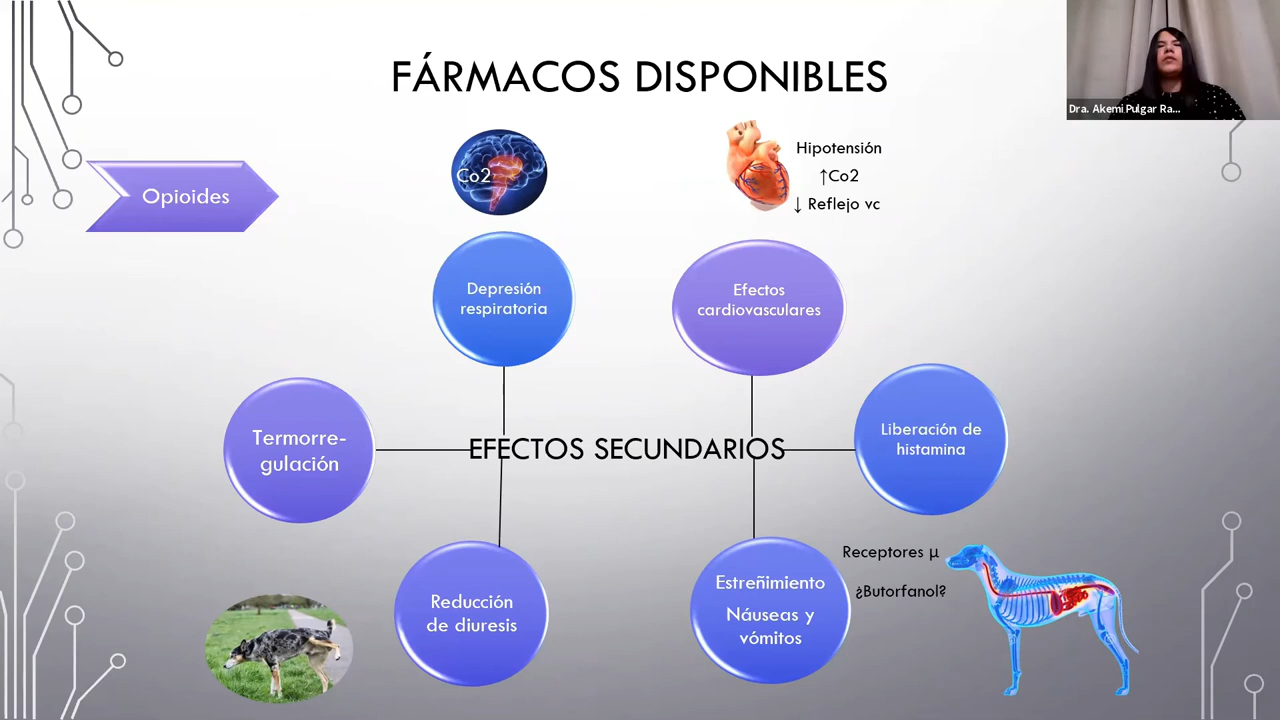 FÁRMACOS DISPONIBLES
Dra. Akemi Pulgar Ra...
Opioides
Co2
Hipotensión
↑Co2
↓ Reflejo vc
Depresión
respiratoria
Efectos
cardiovasculares
Termorre-
gulación
EFECTOS SECUNDARIOS
Liberación de
histamina
Reducción
de diuresis
Estreñimiento
Náuseas y
vómitos
Receptores µ
¿Butorfanol?